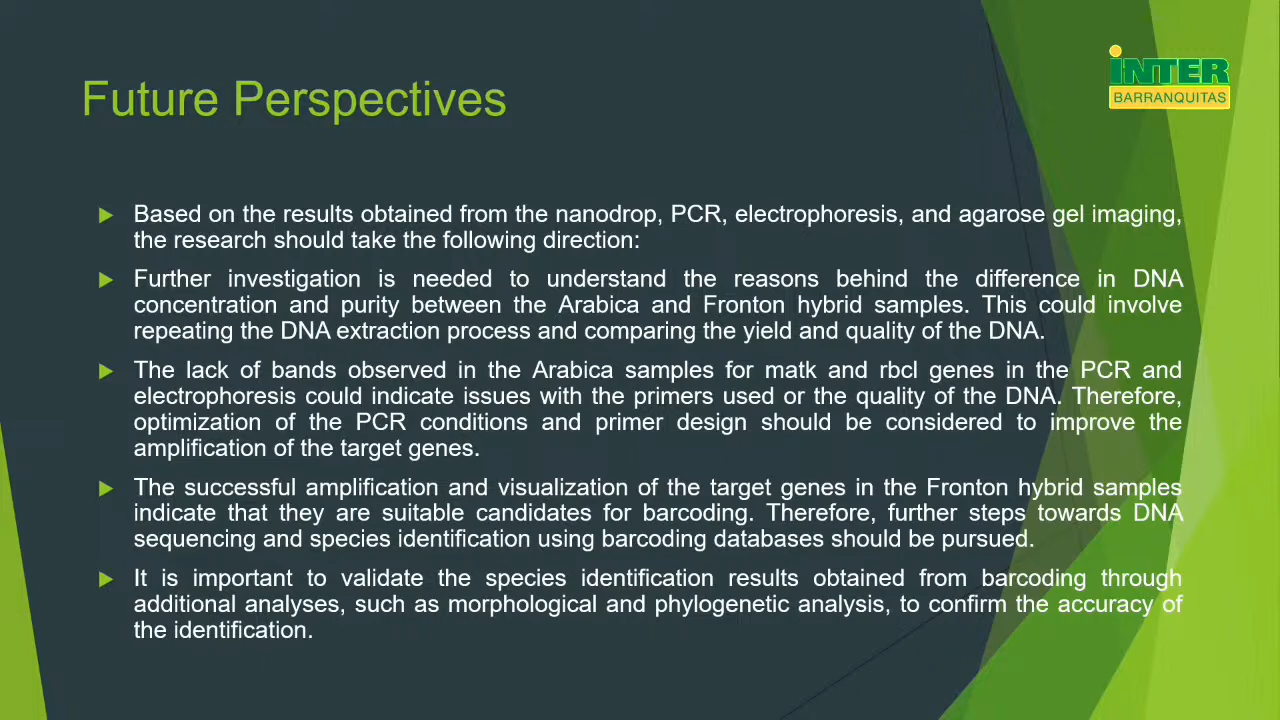 INTER
BARRANQUITAS
Future Perspectives
Based on the results obtained from the nanodrop, PCR, electrophoresis, and agarose gel imaging,
the research should take the following direction:
Further investigation is needed to understand the reasons behind the difference in DNA
concentration and purity between the Arabica and Fronton hybrid samples. This could involve
repeating the DNA extraction process and comparing the yield and quality of the DNA.
The lack of bands observed in the Arabica samples for matk and rbcl genes in the PCR and
electrophoresis could indicate issues with the primers used or the quality of the DNA. Therefore,
optimization of the PCR conditions and primer design should be considered to improve the
amplification of the target genes.
The successful amplification and visualization of the target genes in the Fronton hybrid samples
indicate that they are suitable candidates for barcoding. Therefore, further steps towards DNA
sequencing and species identification using barcoding databases should be pursued.
It is important to validate the species identification results obtained from barcoding through
additional analyses, such as morphological and phylogenetic analysis, to confirm the accuracy of
the identification.